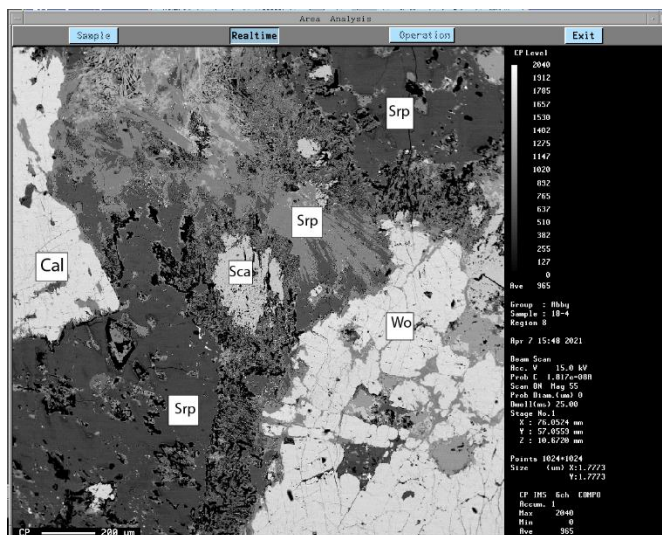 Area Analysis
Sample Realtime Operation Exit
CP Level
2040
1912
1785
1657
1530
1402
1275
1147
1020
892
765
637
510
382
255
127
0
Ave 965
Srp
Srp
Cal
Sca
Wo
Srp
Group : Abby
Sample : 18-4
Region 8
Apr 7 15:48 2021
Beam Scan
Acc. V 15.0 kV
Prob C 1.817e-08A
Scan ON Mag 55
Prob Diam.(um) 0
Dwell(ms) 25.00
Stage No.1
X : 76.0524 mm
Y : 57.0559 mm
Z : 10.6720 mm
Points 1024*1024
Size (um) X:1.7773
Y:1.7773
CP IMS 6ch COMPO
Accum. 1
Max 2040
Min 0
Ave 965
CP 200 um